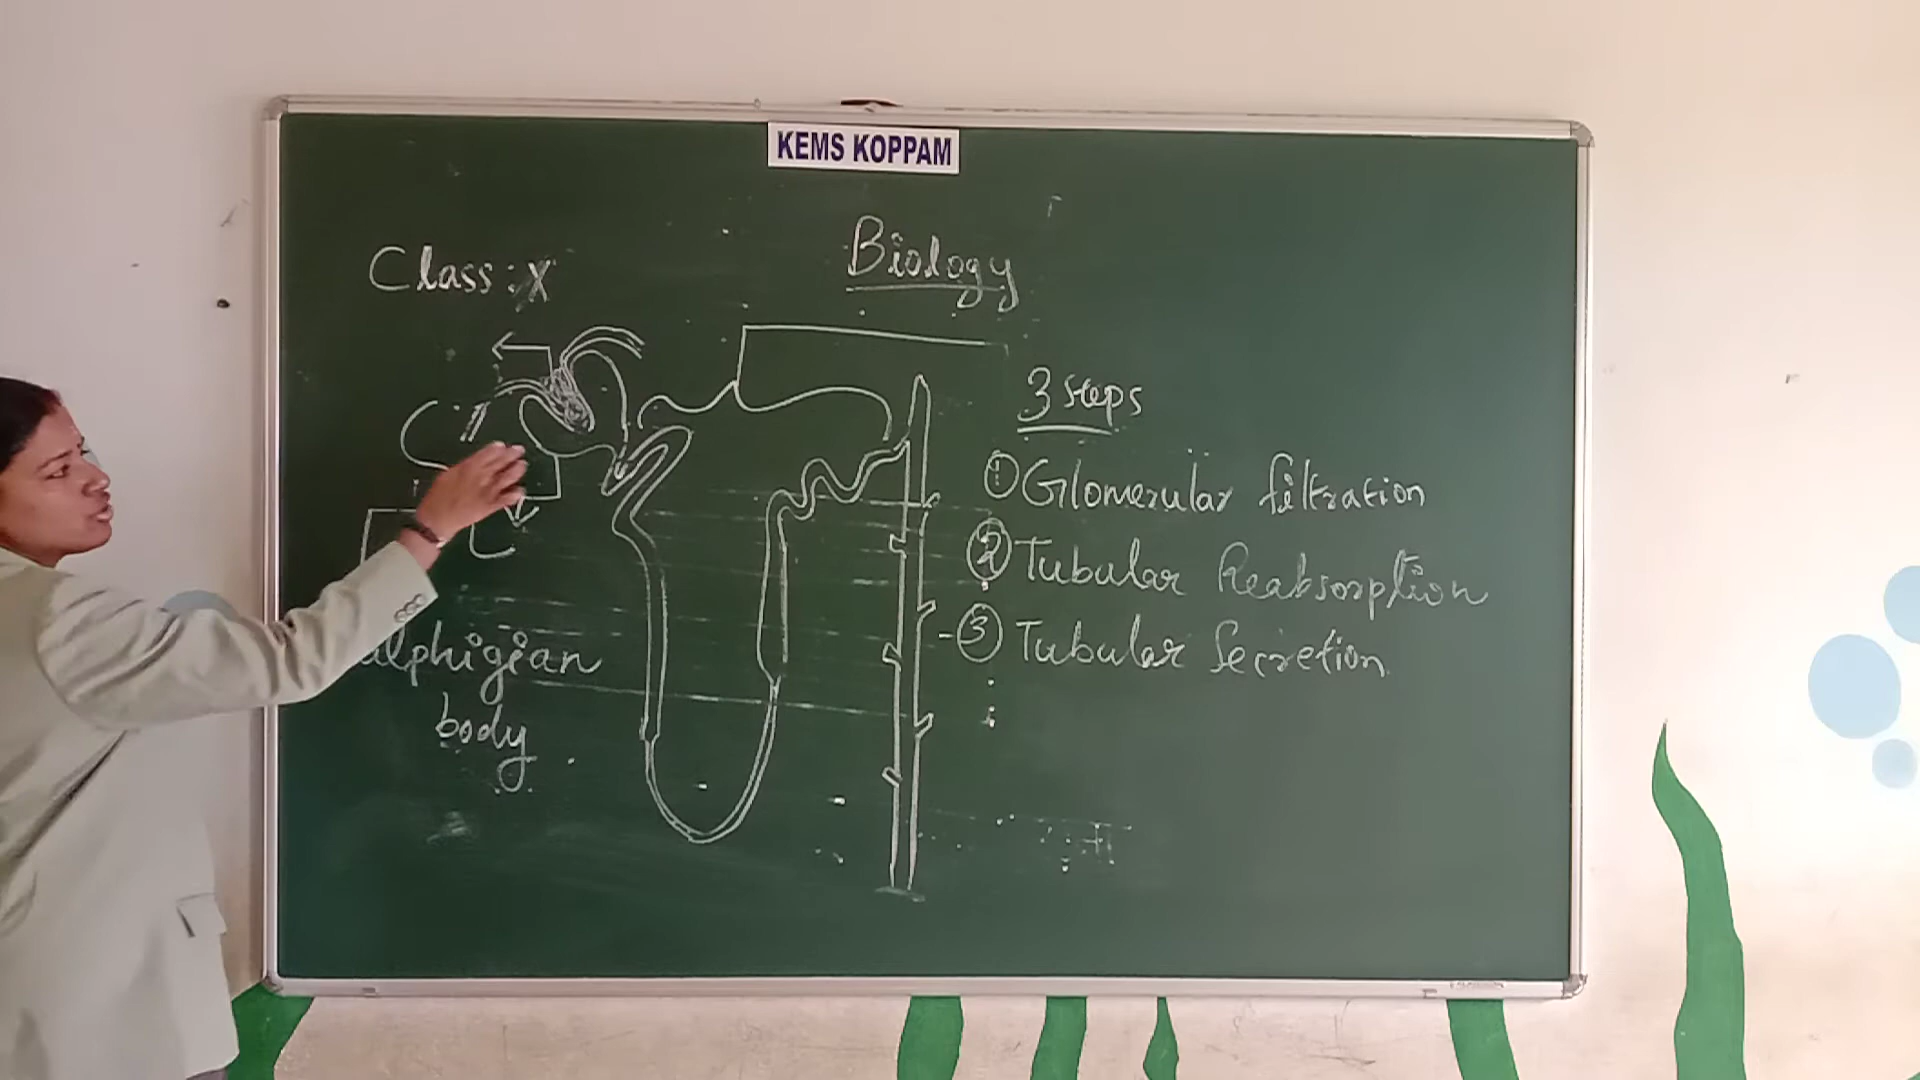 KEMS KOPPAM
Biology
Class: X
3 steps
① Glomerular filtration
② Tubular Reabsorption
③ Tubular Secretion
alphigian
body